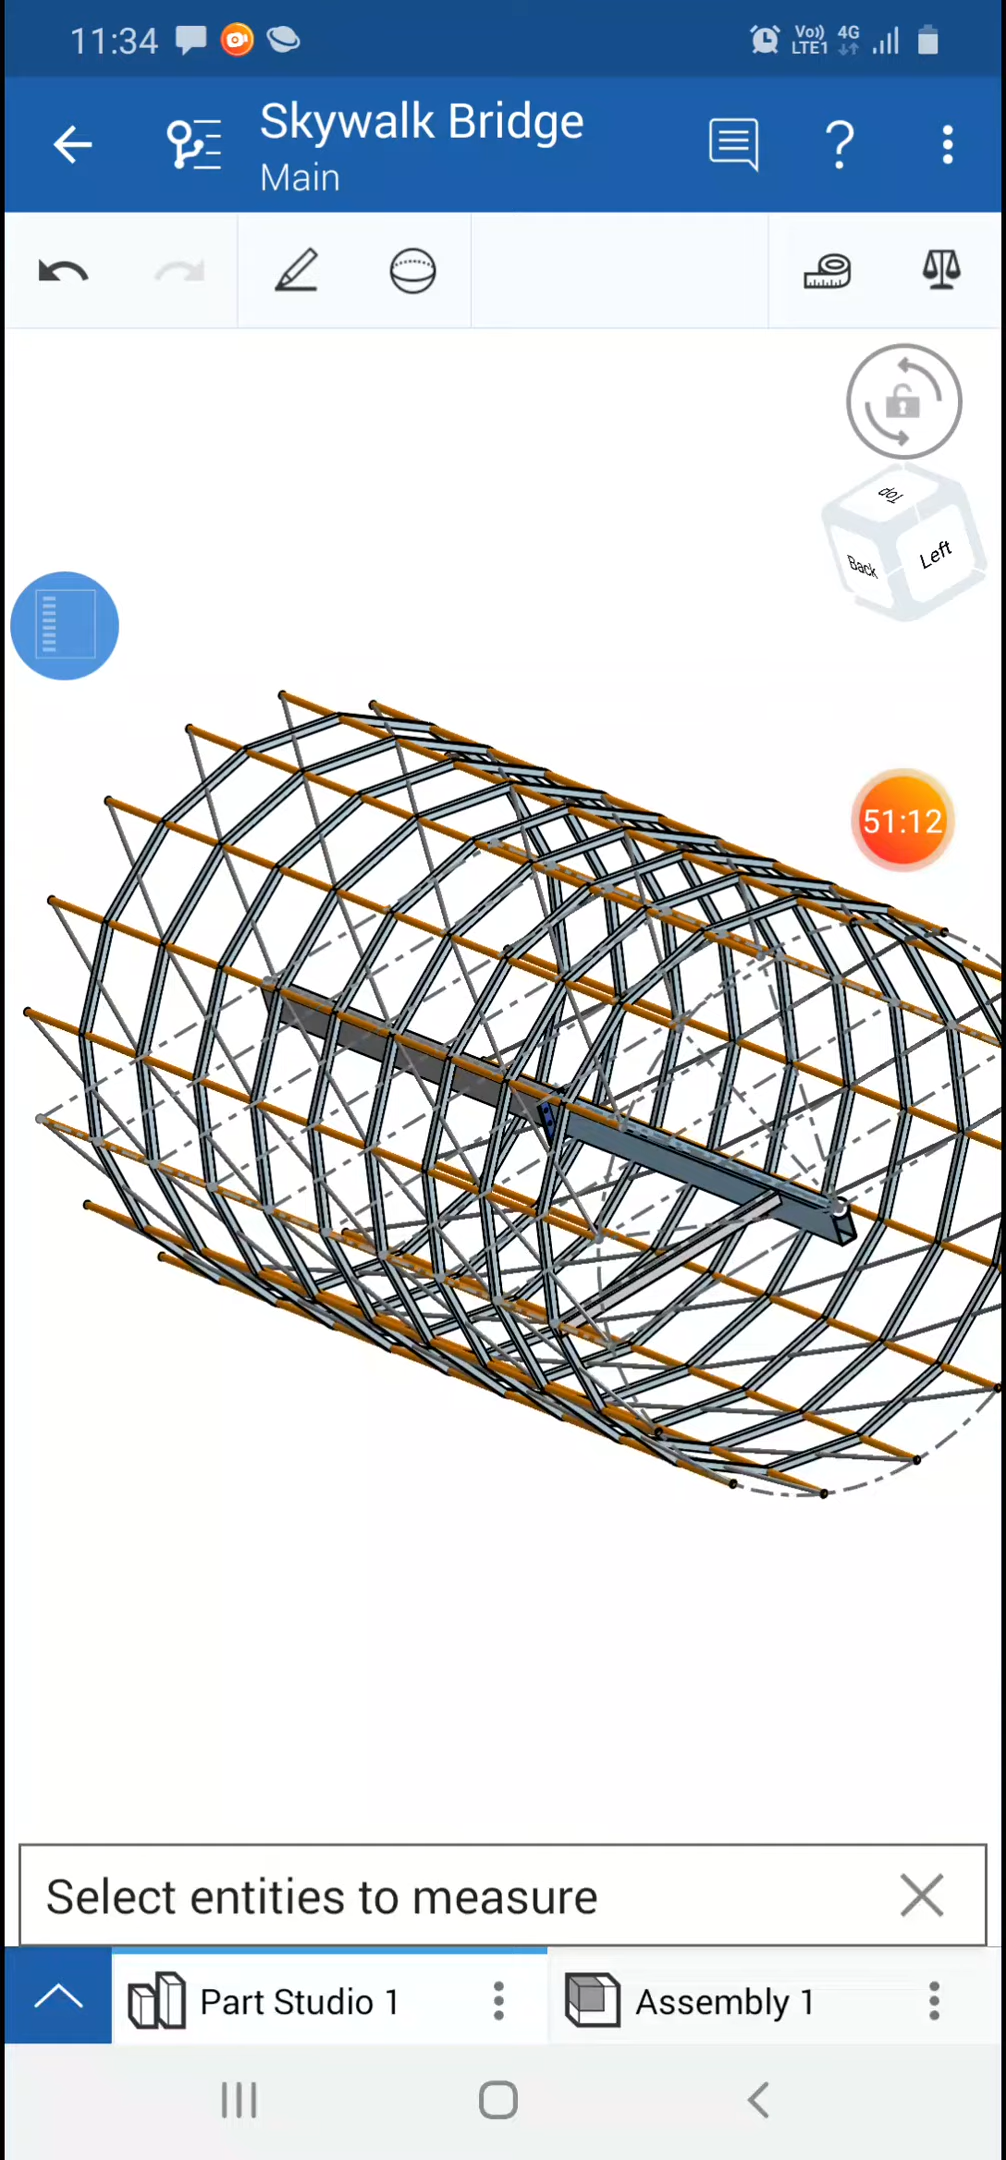 11:34
Vo)) 4G
LTE1
Skywalk Bridge
Main
?
Top
Back
Left
51:12
Select entities to measure
Part Studio 1
Assembly 1